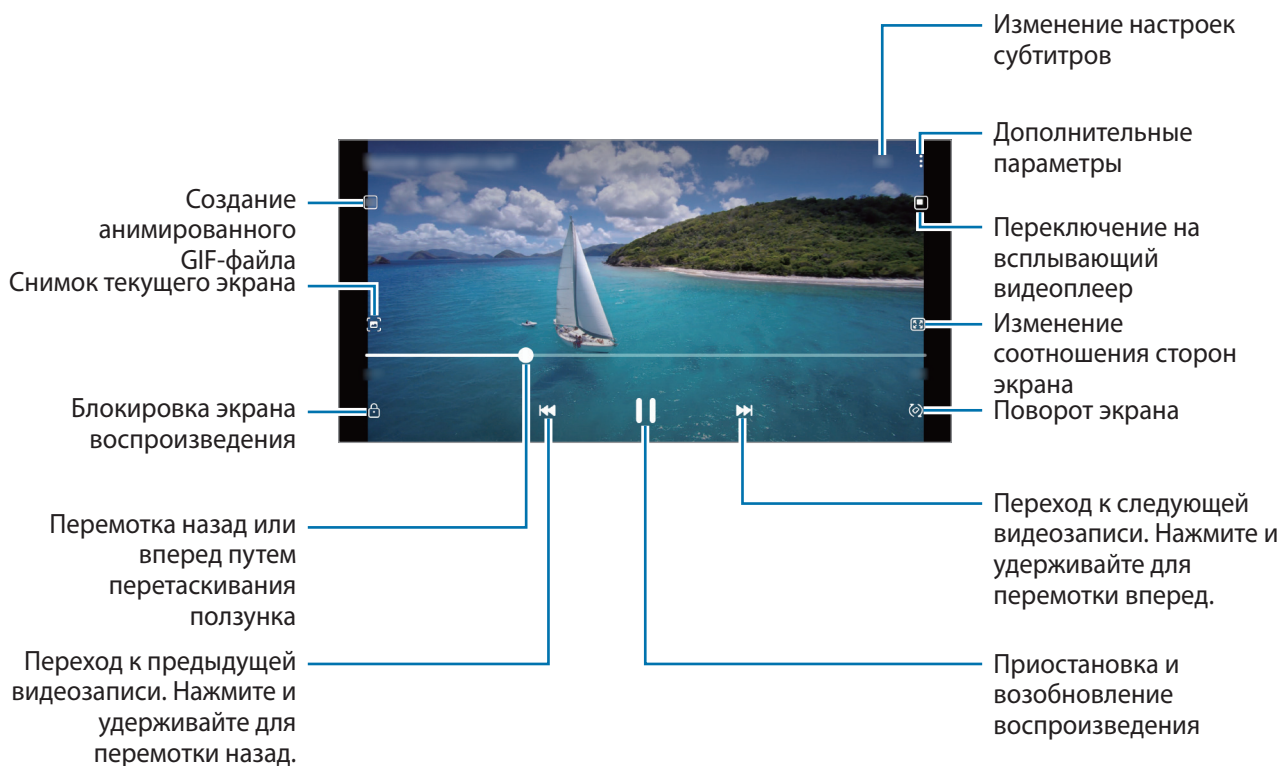 Изменение настроек
субтитров
Дополнительные
параметры
Создание
анимированного
GIF-файла
Переключение на
всплывающий
видеоплеер
Снимок текущего экрана
Изменение
соотношения сторон
экрана
Блокировка экрана
воспроизведения
Поворот экрана
Перемотка назад или
вперед путем
перетаскивания
ползунка
Переход к следующей
видеозаписи. Нажмите и
удерживайте для
перемотки вперед.
Переход к предыдущей
видеозаписи. Нажмите и
удерживайте для
перемотки назад.
Приостановка и
возобновление
воспроизведения